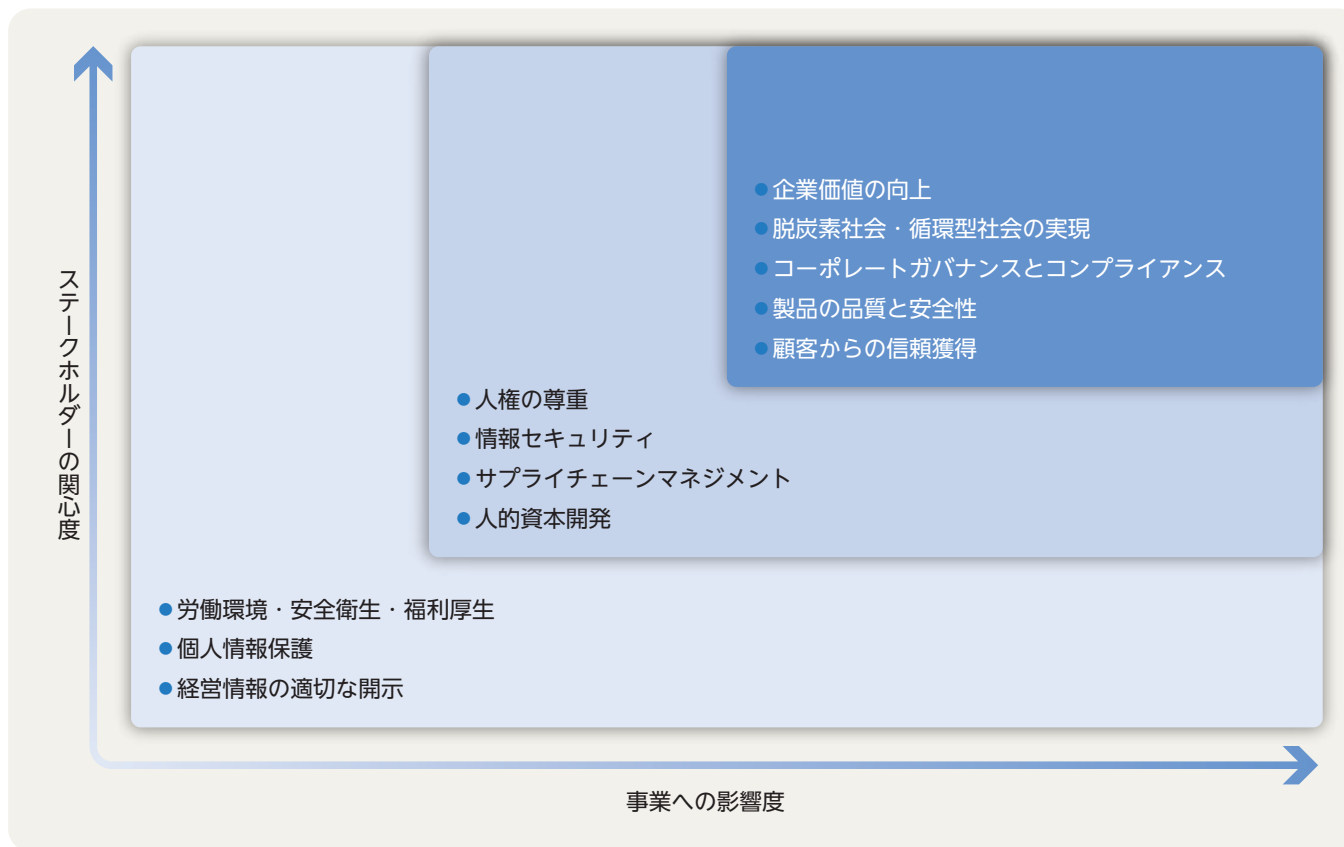 ステークホルダーの関心度
● 企業価値の向上
● 脱炭素社会・循環型社会の実現
● コーポレートガバナンスとコンプライアンス
● 製品の品質と安全性
● 顧客からの信頼獲得
● 人権の尊重
● 情報セキュリティ
● サプライチェーンマネジメント
● 人的資本開発
● 労働環境・安全衛生・福利厚生
● 個人情報保護
● 経営情報の適切な開示
事業への影響度